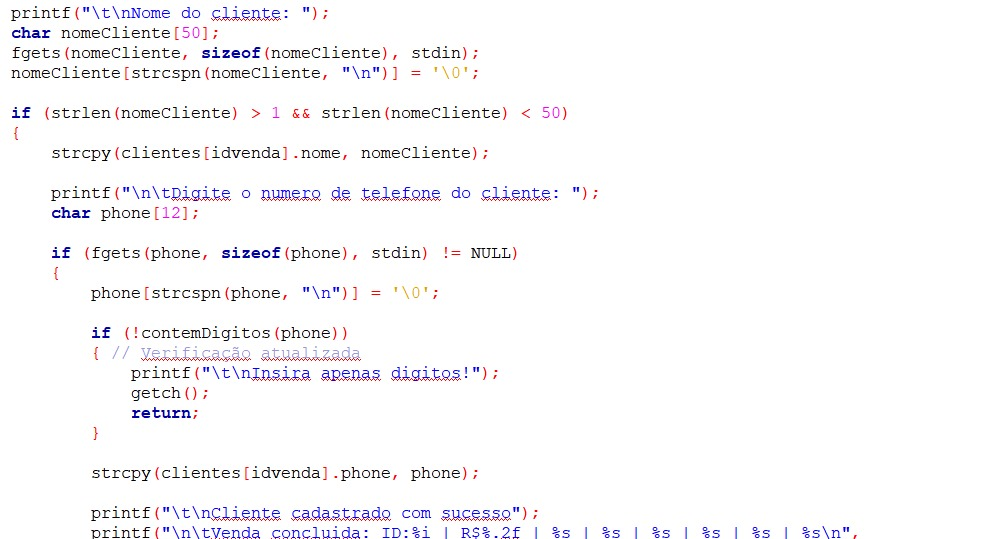 printf("\t\nNome do cliente: ");
char nomeCliente[50];
fgets(nomeCliente, sizeof(nomeCliente), stdin);
nomeCliente[strcspn(nomeCliente, "\n")] = '\0';
if (strlen(nomeCliente) > 1 && strlen(nomeCliente) < 50)
{
strcpy(clientes[idvenda].nome, nomeCliente);
printf("\n\tDigite o numero de telefone do cliente: ");
char phone[12];
if (fgets(phone, sizeof(phone), stdin) != NULL)
{
phone[strcspn(phone, "\n")] = '\0';
if (!contemDigitos(phone))
{ // Verificação atualizada
printf("\t\nInsira apenas digitos!");
getch();
return;
}
strcpy(clientes[idvenda].phone, phone);
printf("\t\nCliente cadastrado com sucesso");
printf("\n\tVenda concluida: ID:%i | R$%.2f | %s | %s | %s | %s | %s | %s\n",